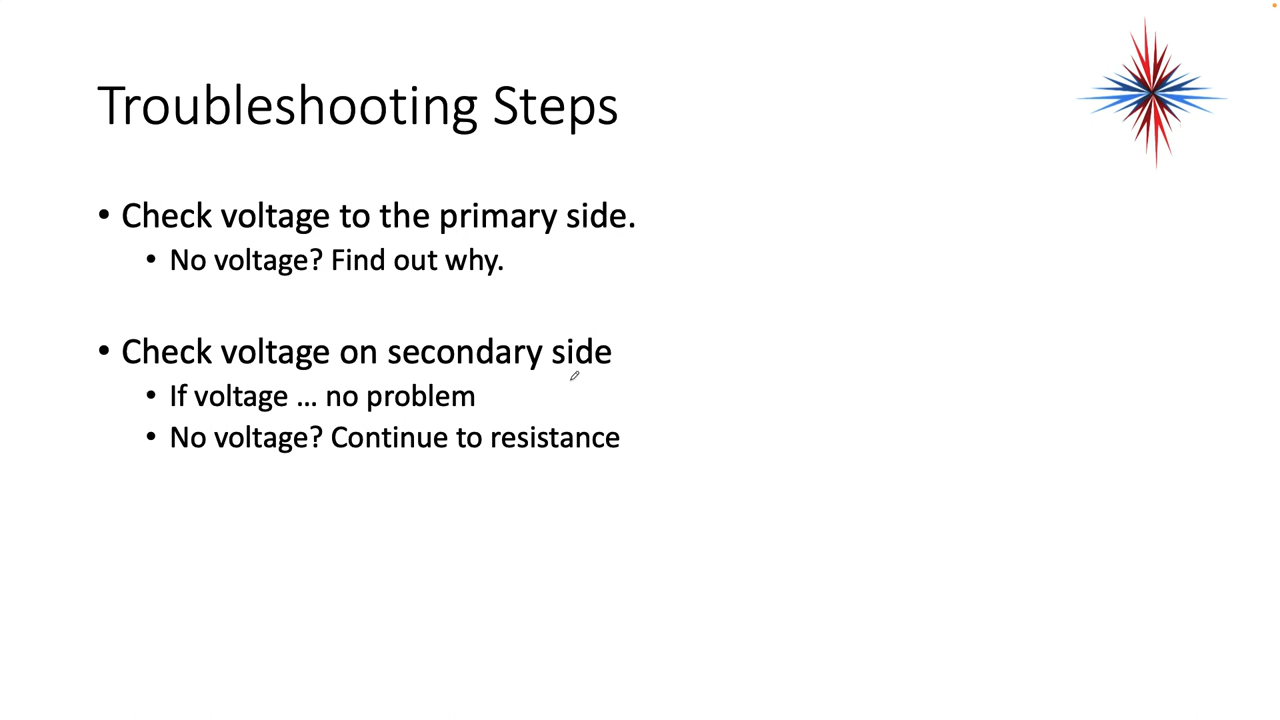 Troubleshooting Steps
• Check voltage to the primary side.
• No voltage? Find out why.
• Check voltage on secondary side
• If voltage ... no problem
• No voltage? Continue to resistance